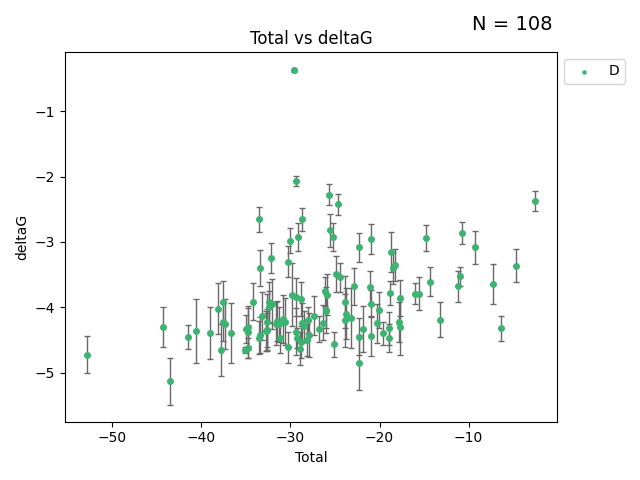 N = 108
Total vs deltaG
D
deltaG
−1
−2
−3
−4
−5
−50
−40
−30
−20
−10
Total